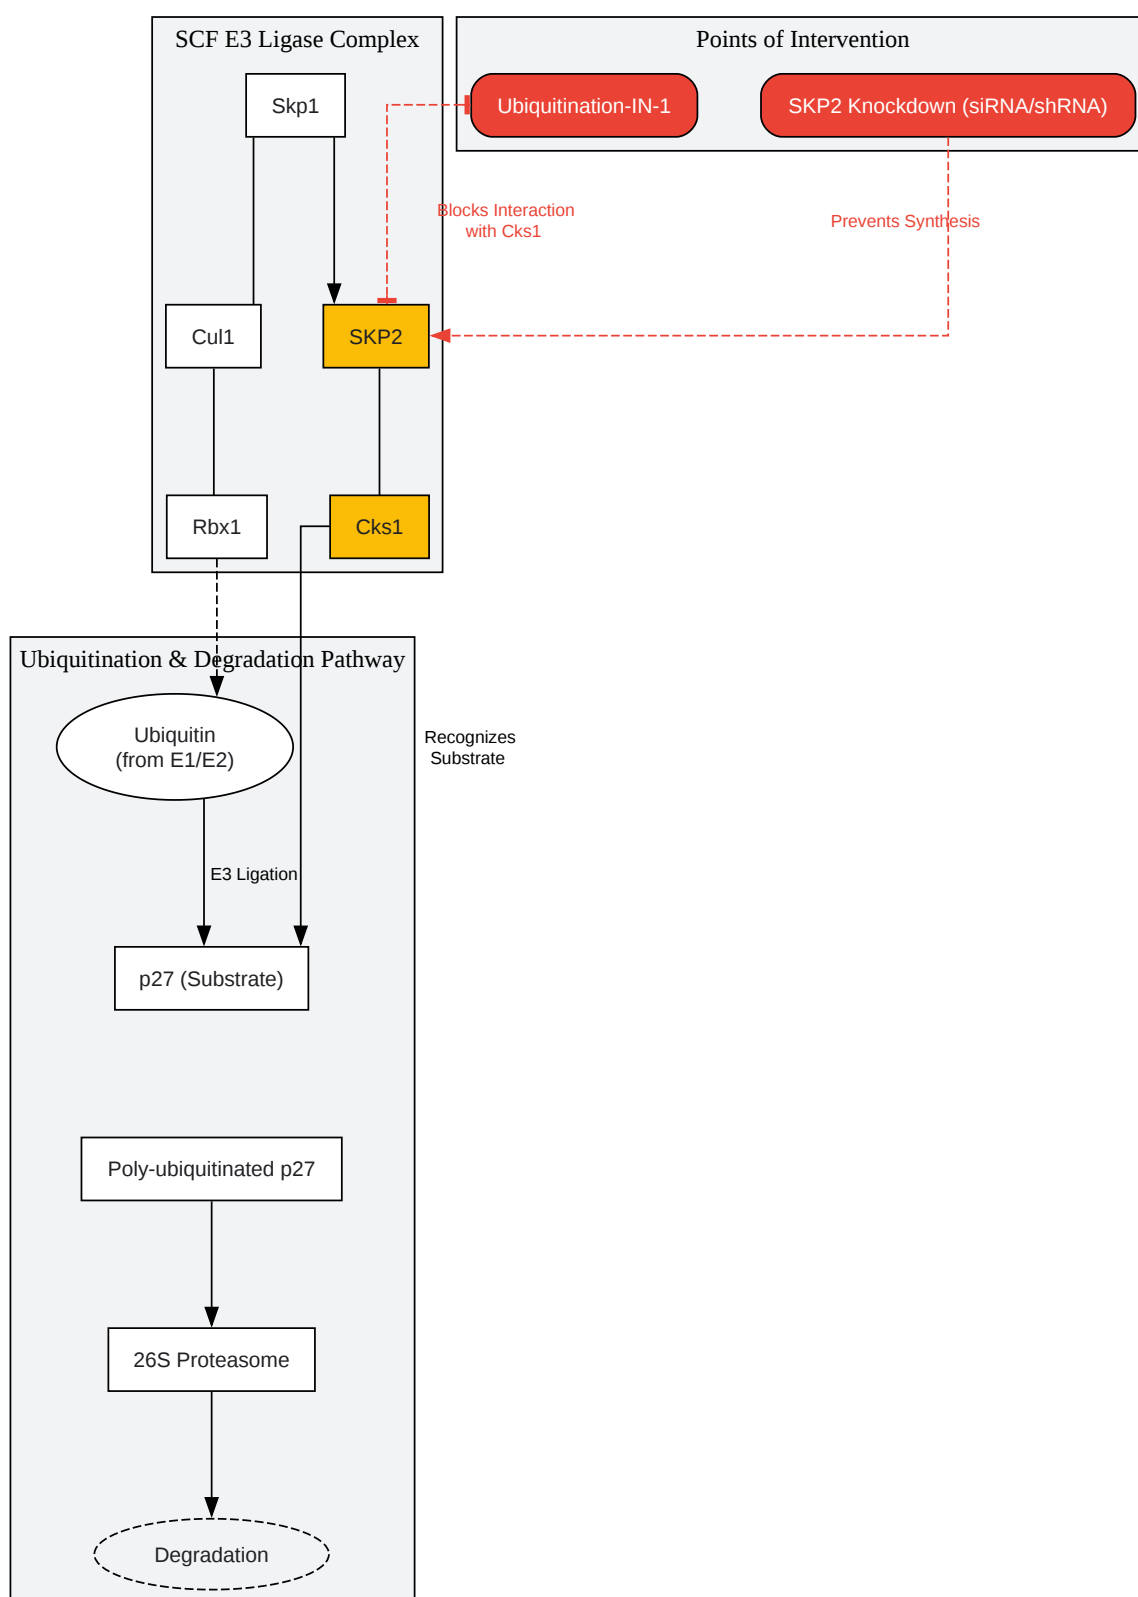 SCF E3 Ligase Complex
Points of Intervention
Skp1
Ubiquitination-IN-1
SKP2 Knockdown (siRNA/shRNA)
Blocks Interaction
with Cks1
Prevents Synthesis
Cul1
SKP2
Rbx1
Cks1
Ubiquitination & Degradation Pathway
Ubiquitin
(from E1/E2)
Recognizes
Substrate
E3 Ligation
p27 (Substrate)
Poly-ubiquitinated p27
26S Proteasome
Degradation